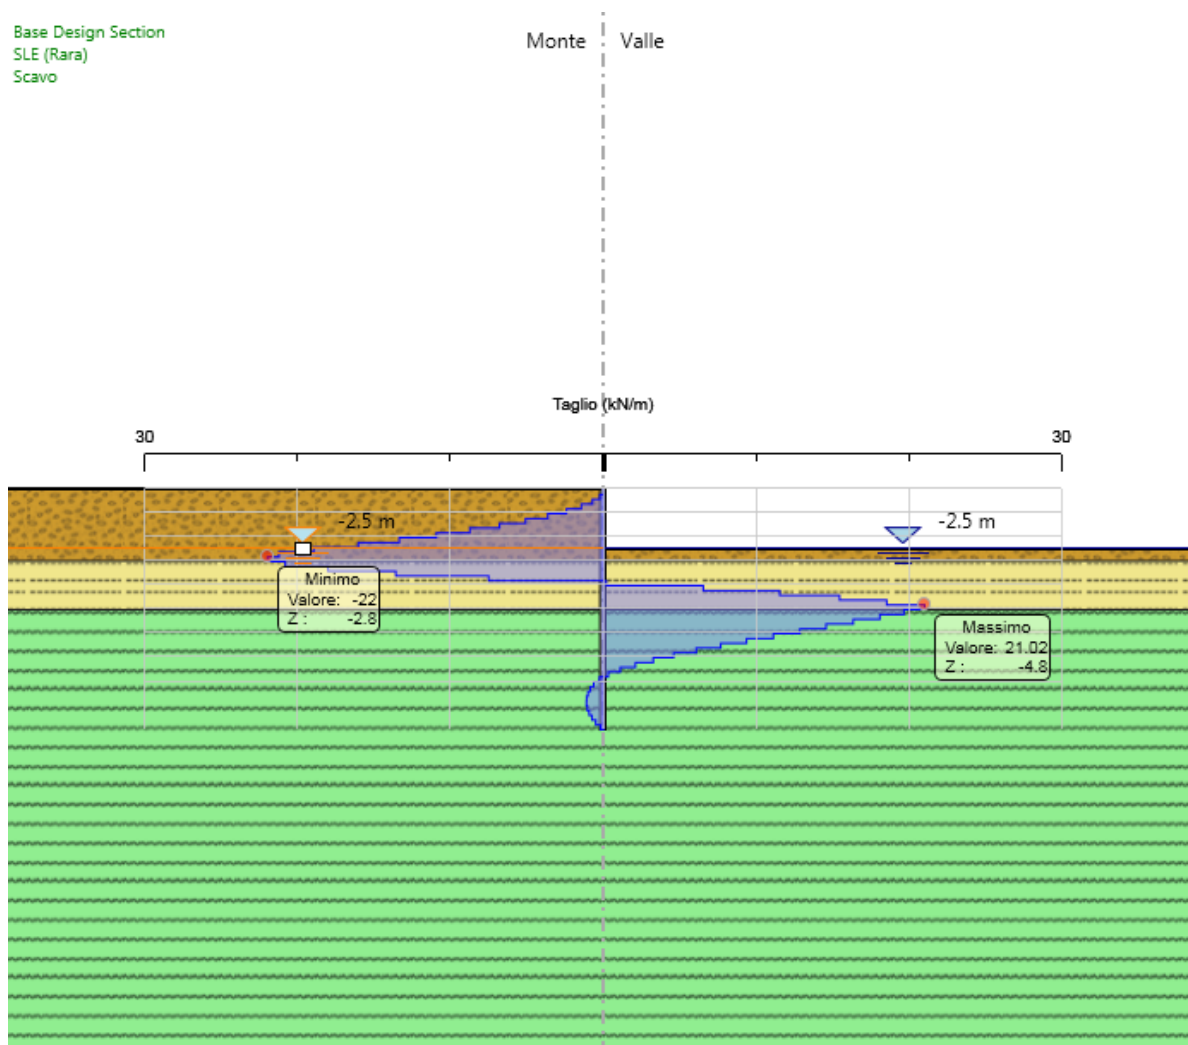 Base Design Section
SLE (Rara)
Scavo
Monte
Valle
Taglio (kN/m)
30
30
-2.5 m
-2.5 m
Minimo
Valore: -22
Z : -2.8
Massimo
Valore: 21.02
Z : -4.8